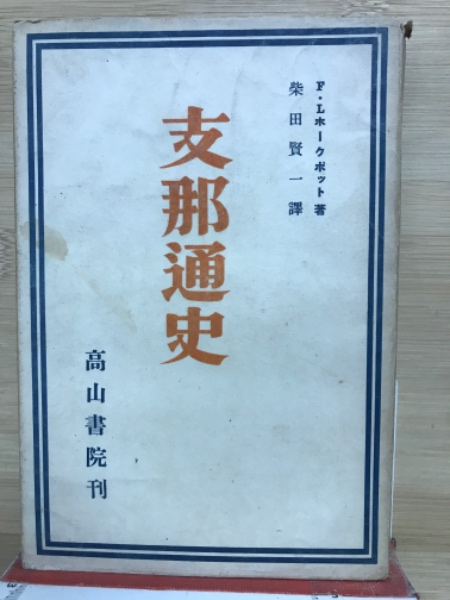 F・Lホークポット著
柴田賢一譯
支那通史
高山書院刊